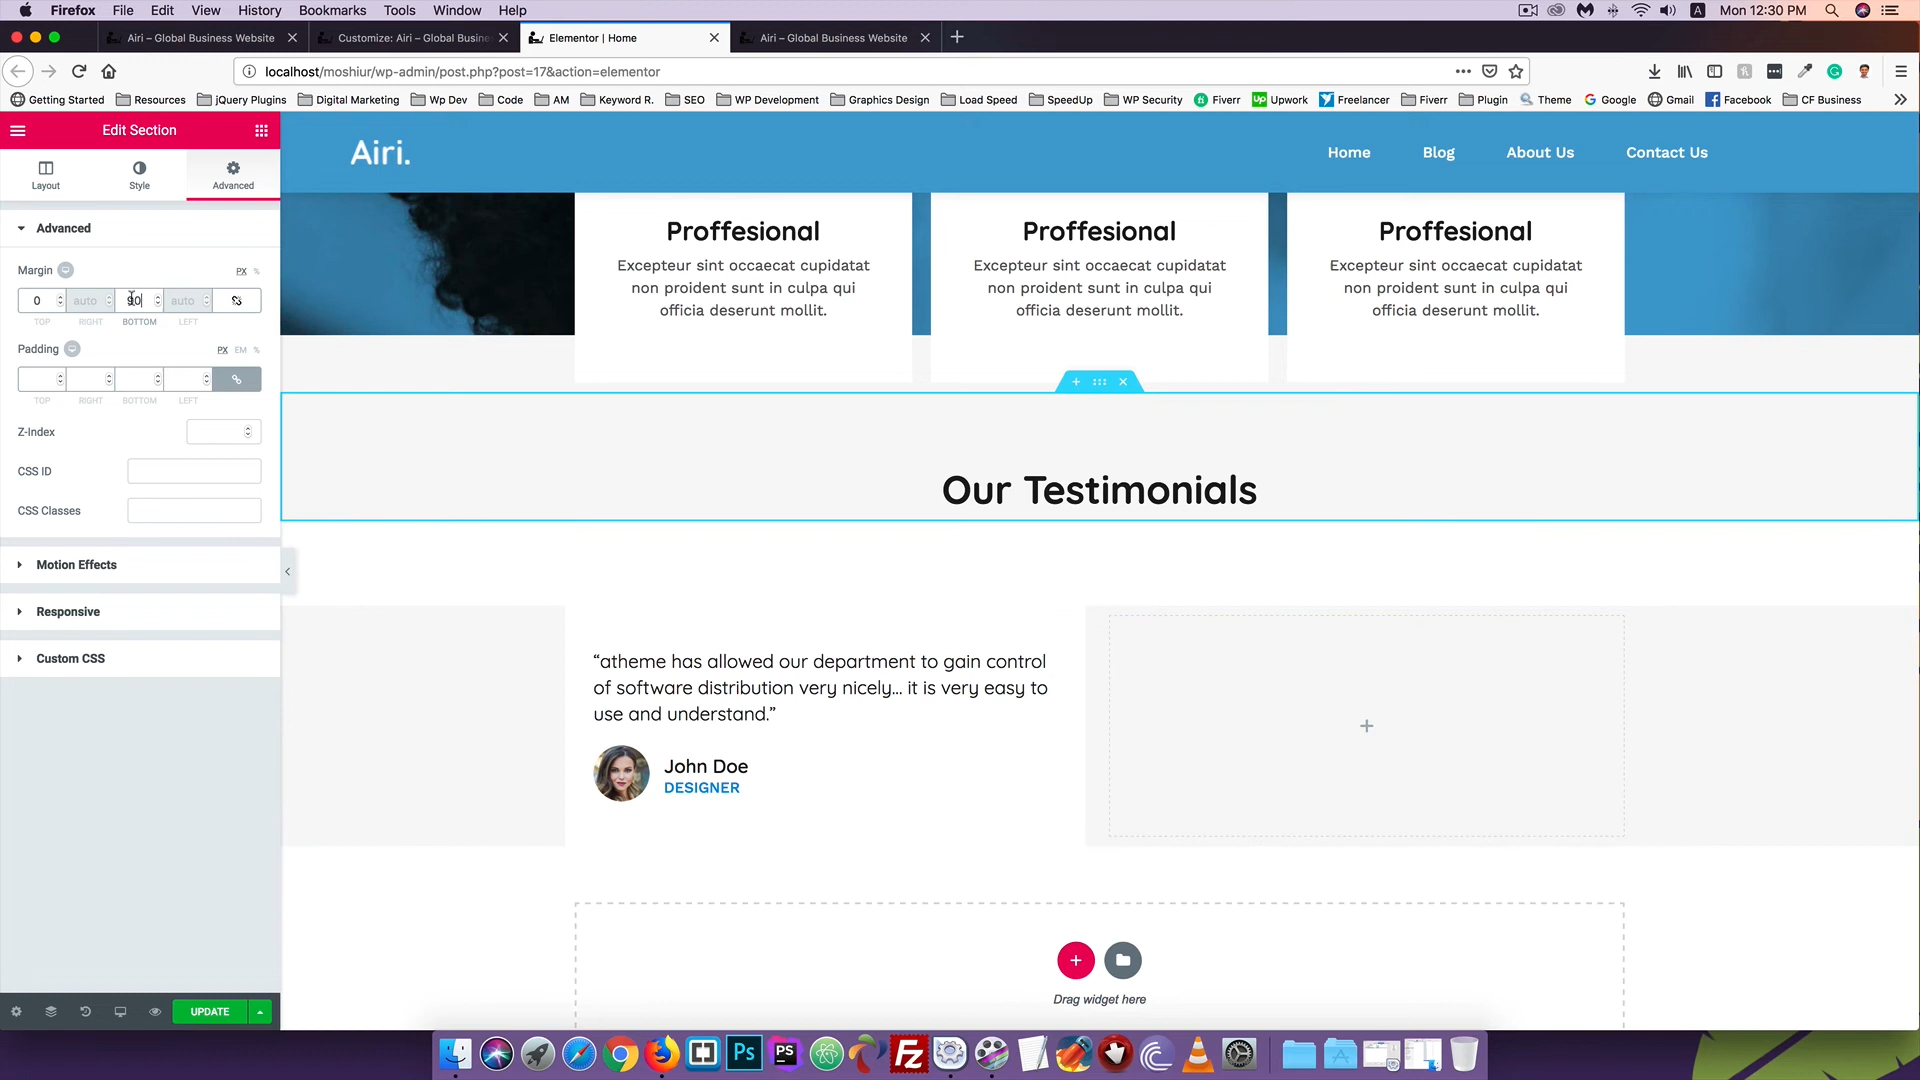 Firefox File Edit View History Bookmarks Tools Window Help A Mon 12:30 PM
Airi – Global Business Website Customize: Airi – Global Busine Elementor | Home Airi – Global Business Website
localhost/moshiur/wp-admin/post.php?post=17&action=elementor
Getting Started Resources jQuery Plugins Digital Marketing Wp Dev Code AM Keyword R. SEO WP Development Graphics Design Load Speed SpeedUp WP Security Fiverr Upwork Freelancer Fiverr Plugin Theme Google Gmail Facebook CF Business
Edit Section
Layout Style Advanced
Airi. Home Blog About Us Contact Us
Advanced
Margin PX %
0 auto 90 auto
TOP RIGHT BOTTOM LEFT
Padding PX EM %
TOP RIGHT BOTTOM LEFT
Z-Index
CSS ID
CSS Classes
Motion Effects
Responsive
Custom CSS
UPDATE
Proffesional
Excepteur sint occaecat cupidatat
non proident sunt in culpa qui
officia deserunt mollit.
Proffesional
Excepteur sint occaecat cupidatat
non proident sunt in culpa qui
officia deserunt mollit.
Proffesional
Excepteur sint occaecat cupidatat
non proident sunt in culpa qui
officia deserunt mollit.
Our Testimonials
“atheme has allowed our department to gain control
of software distribution very nicely... it is very easy to
use and understand.”
John Doe
DESIGNER
Drag widget here
Ps PS FZ